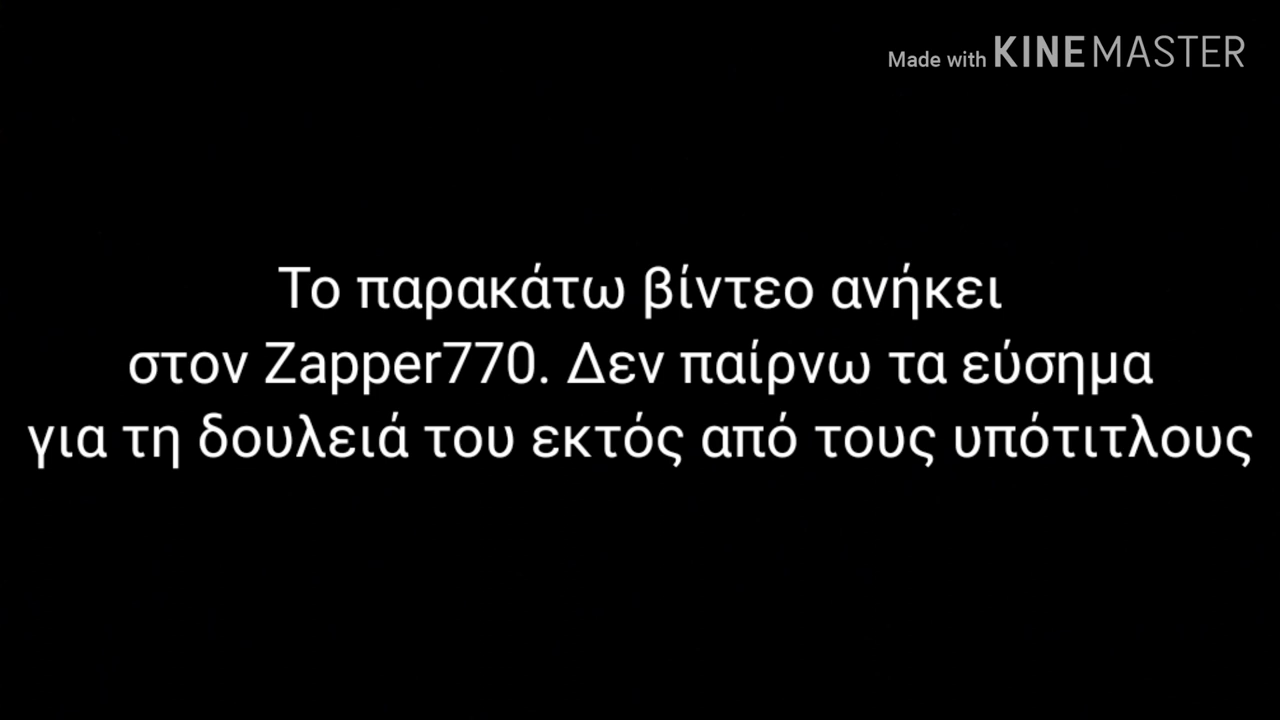 Made with KINEMASTER
Το παρακάτω βίντεο ανήκει
στον Zapper770. Δεν παίρνω τα εύσημα
για τη δουλειά του εκτός από τους υπότιτλους